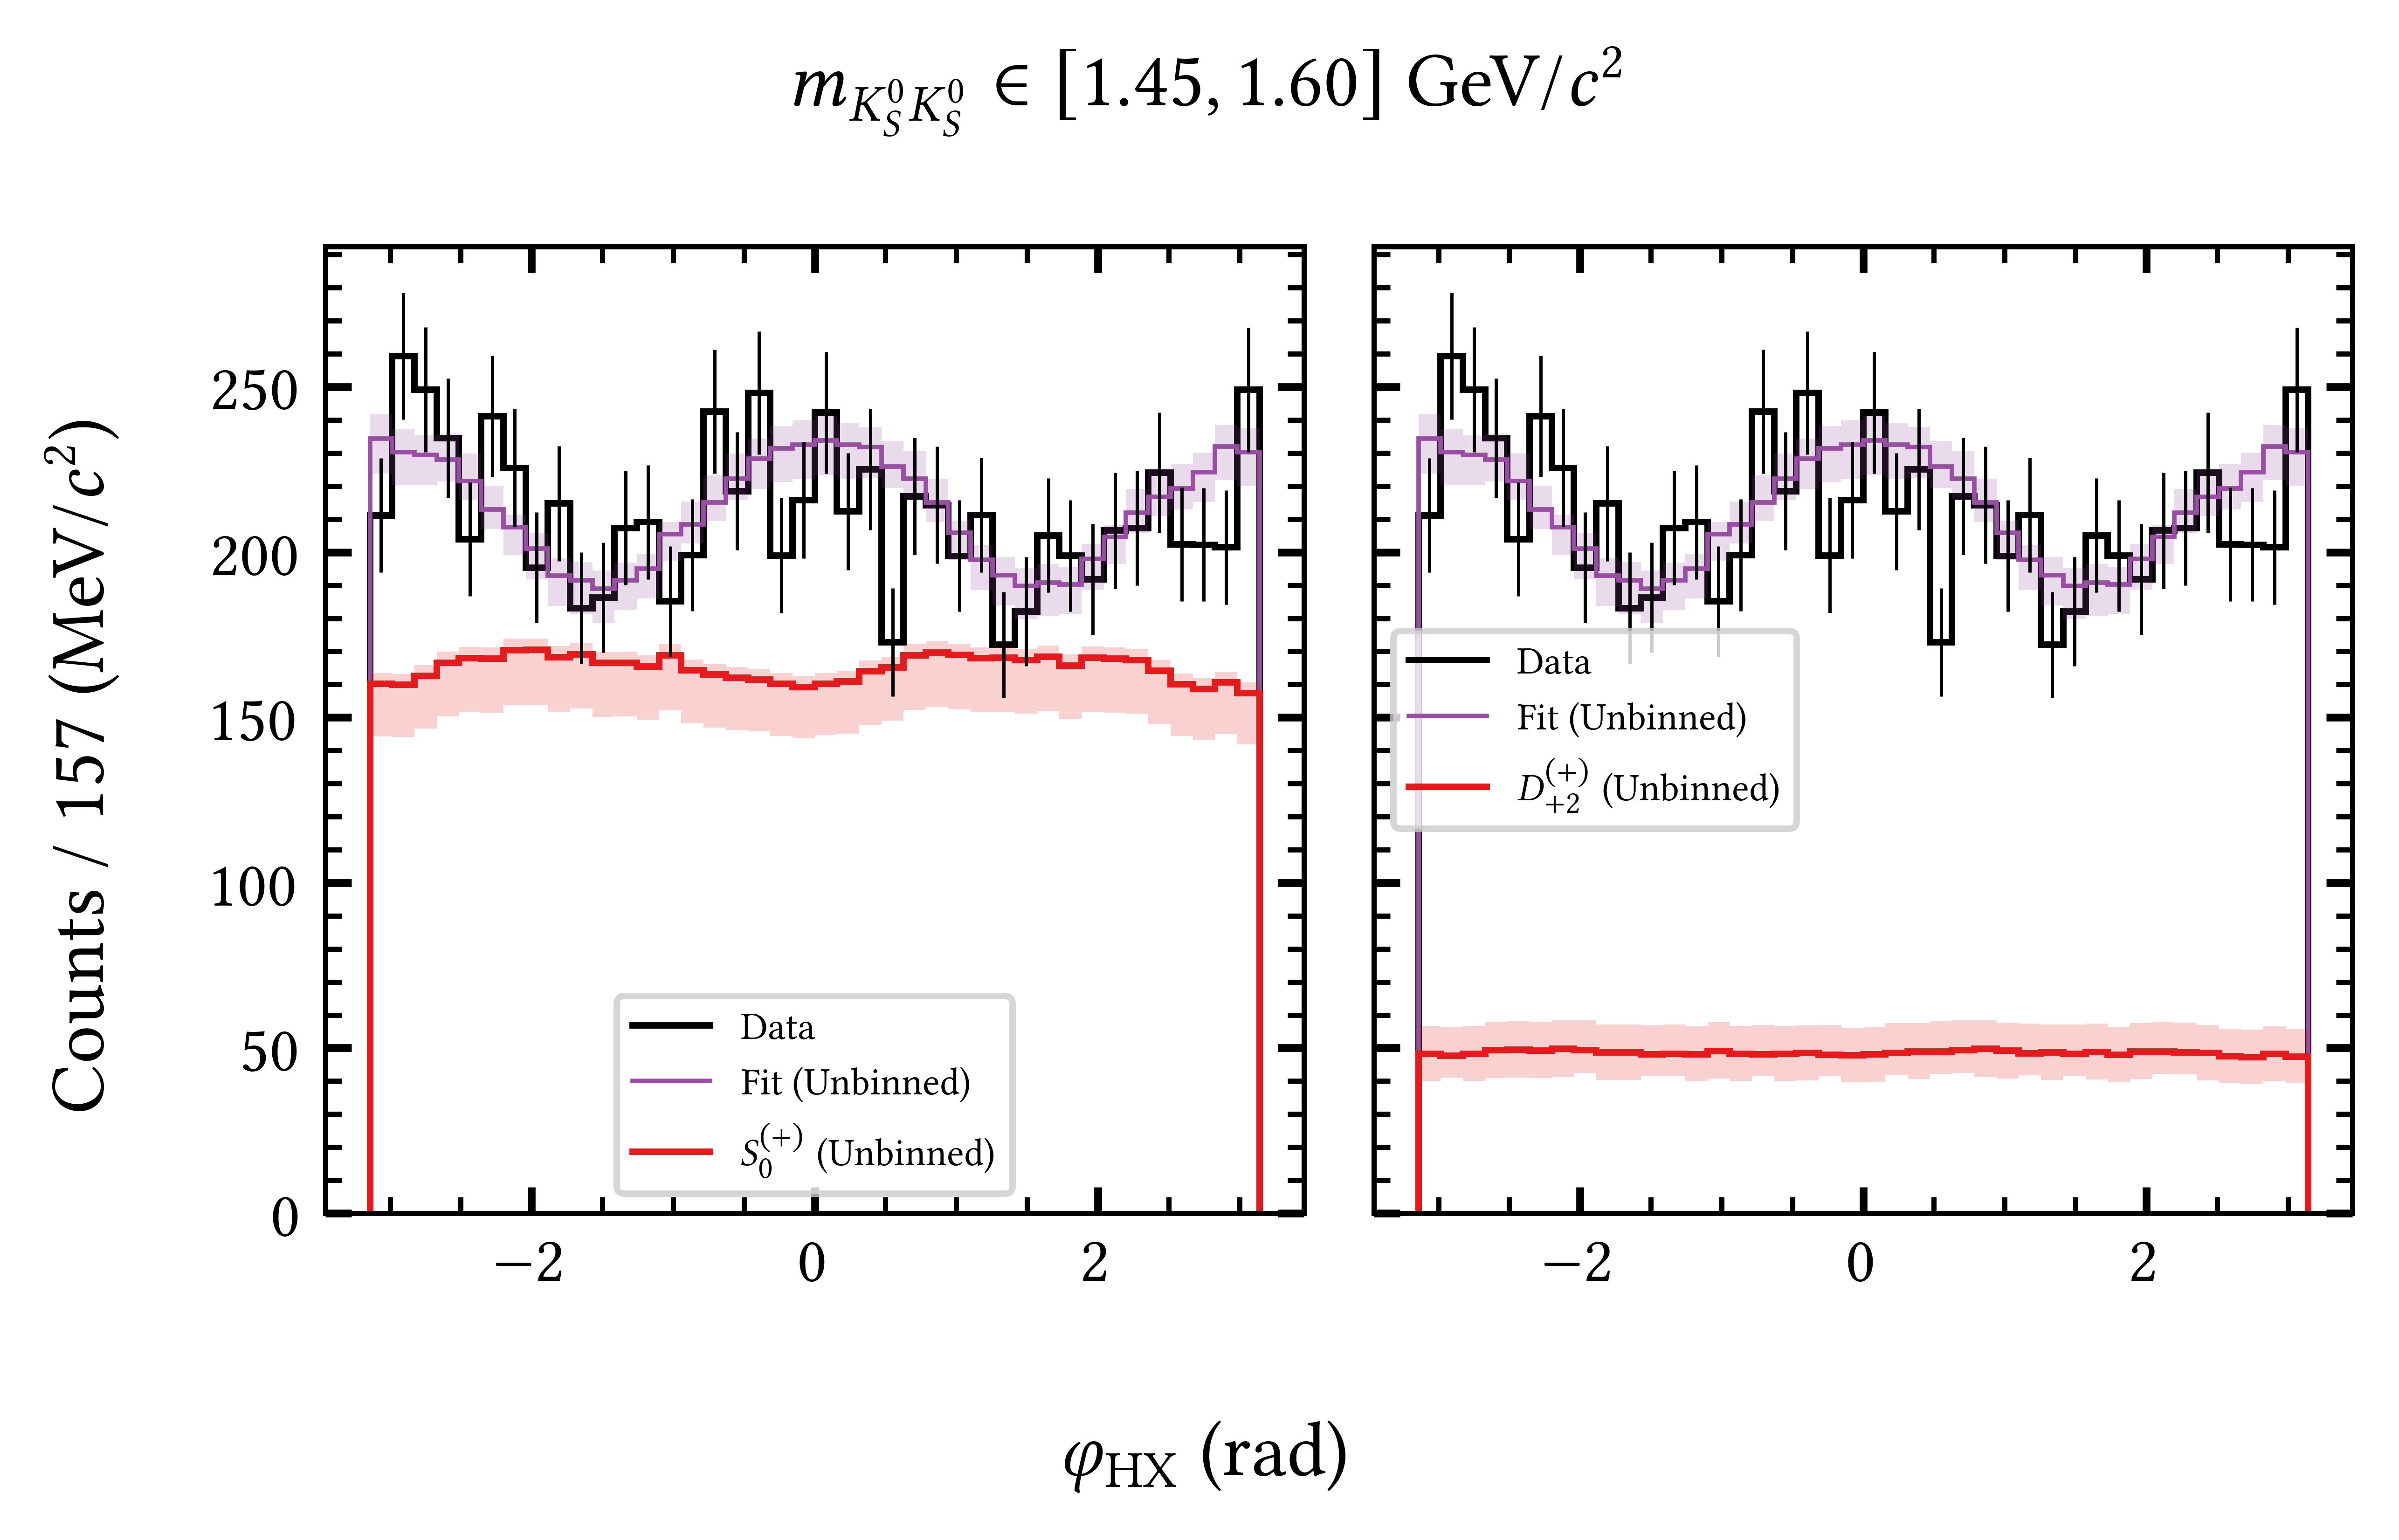 m_{K_S^0 K_S^0} ∈ [1.45, 1.60] GeV/c²
Counts / 157 (MeV/c²)
250
200
150
100
50
0
Data
Fit (Unbinned)
S_0^{(+)} (Unbinned)
−2 0 2
Data
Fit (Unbinned)
D_{+2}^{(+)} (Unbinned)
−2 0 2
φ_{HX} (rad)